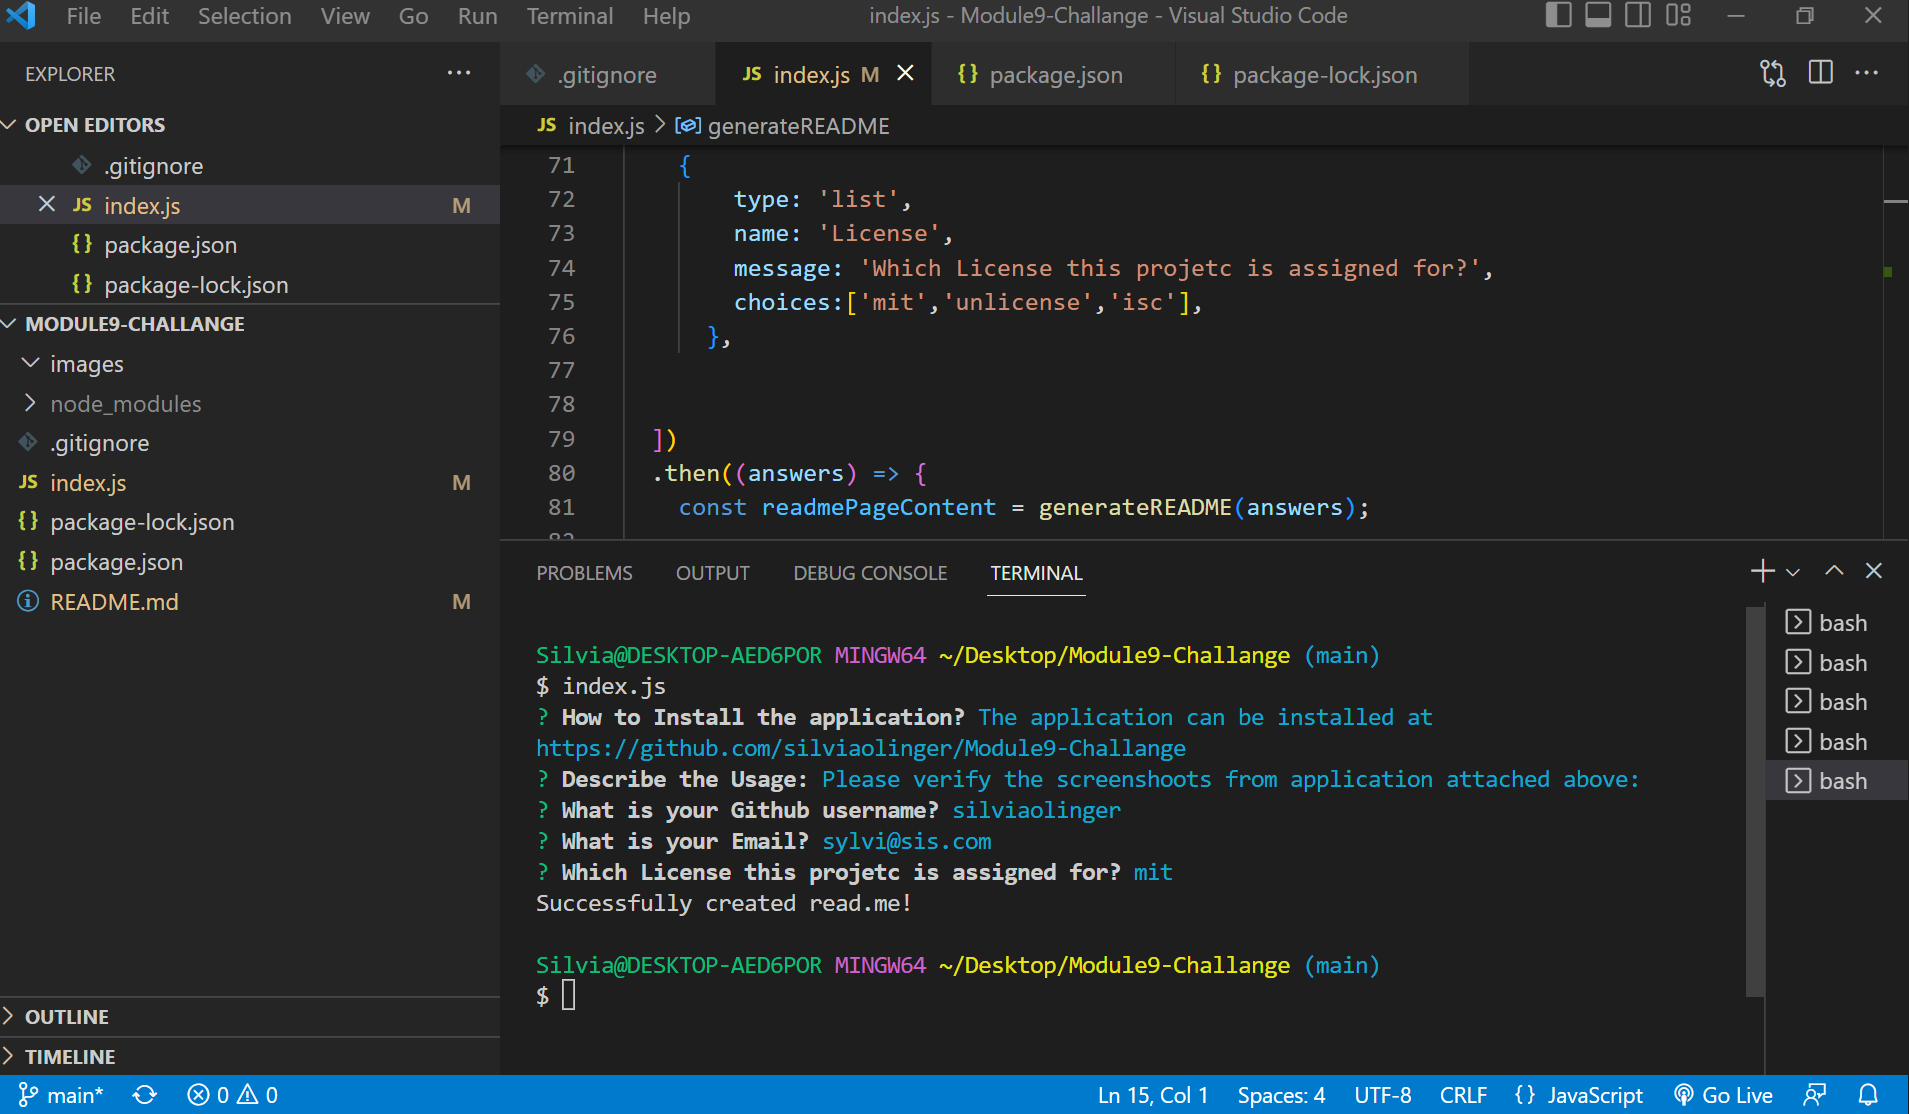 File Edit Selection View Go Run Terminal Help index.js - Module9-Challange - Visual Studio Code
EXPLORER ...
OPEN EDITORS
.gitignore
JS index.js M
{} package.json
{} package-lock.json
MODULE9-CHALLANGE
images
node_modules
.gitignore
JS index.js M
{} package-lock.json
{} package.json
README.md M
OUTLINE
TIMELINE
.gitignore JS index.js M {} package.json {} package-lock.json
JS index.js > generateREADME
71 {
72 type: 'list',
73 name: 'License',
74 message: 'Which License this projetc is assigned for?',
75 choices:['mit','unlicense','isc'],
76 },
77
78
79 ])
80 .then((answers) => {
81 const readmePageContent = generateREADME(answers);
82
PROBLEMS OUTPUT DEBUG CONSOLE TERMINAL
Silvia@DESKTOP-AED6POR MINGW64 ~/Desktop/Module9-Challange (main)
$ index.js
? How to Install the application? The application can be installed at
https://github.com/silviaolinger/Module9-Challange
? Describe the Usage: Please verify the screenshoots from application attached above:
? What is your Github username? silviaolinger
? What is your Email? sylvi@sis.com
? Which License this projetc is assigned for? mit
Successfully created read.me!
Silvia@DESKTOP-AED6POR MINGW64 ~/Desktop/Module9-Challange (main)
$
bash
bash
bash
bash
bash
main* 0 0 Ln 15, Col 1 Spaces: 4 UTF-8 CRLF {} JavaScript Go Live